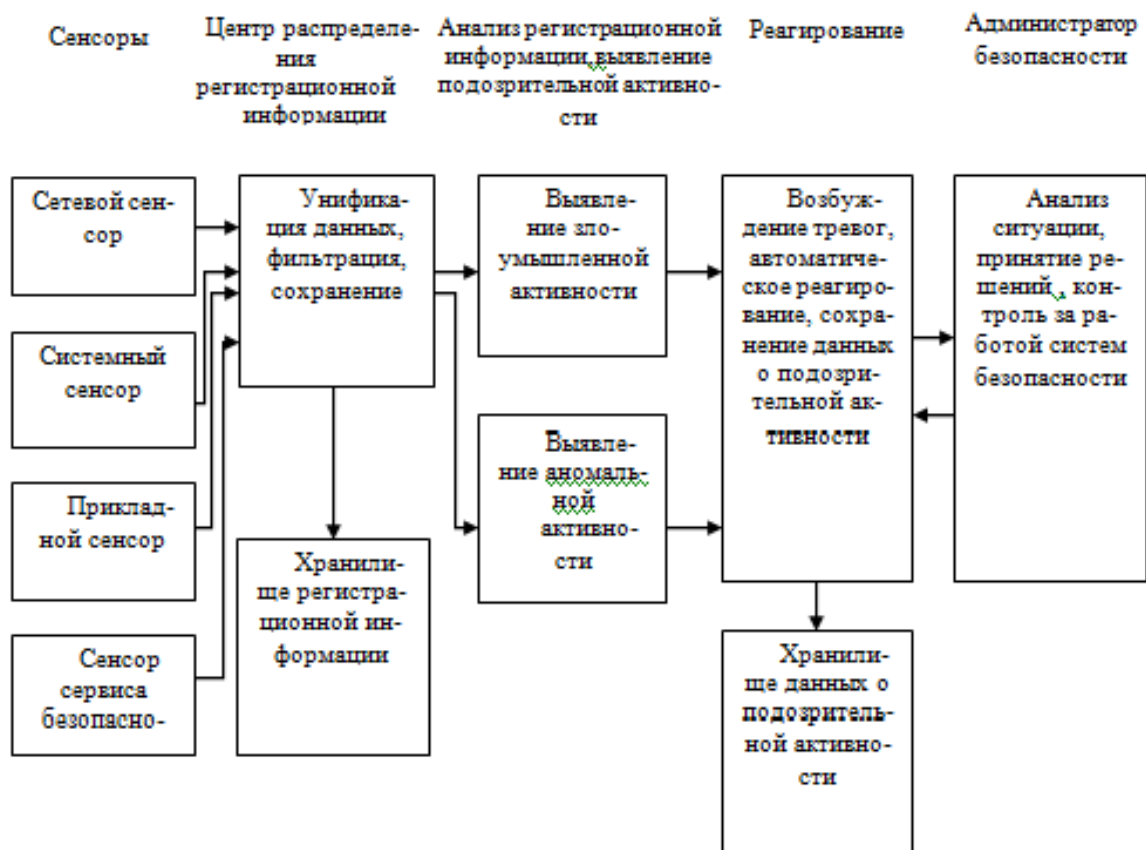 Сенсоры
Центр распределе-
ния
регистрационной
информации
Анализ регистрационной
информации, выявление
подозрительной активно-
сти
Реагирование
Администратор
безопасности
Сетевой сен-
сор
Системный
сенсор
Приклад-
ной сенсор
Сенсор
сервиса
безопасно-
Унифика-
ция данных,
фильтрация,
сохранение
Хранили-
ще регистра-
ционной ин-
формации
Выявле-
ние зло-
умышленной
активности
Выявле-
ние аномаль-
ной
активно-
сти
Возбуж-
дение тревог,
автоматиче-
ское реагиро-
вание, сохра-
нение данных
о подозри-
тельной ак-
тивности
Хранили-
ще данных о
подозритель-
ной активно-
сти
Анализ
ситуации,
принятие ре-
шений , кон-
троль за ра-
ботой систем
безопасности